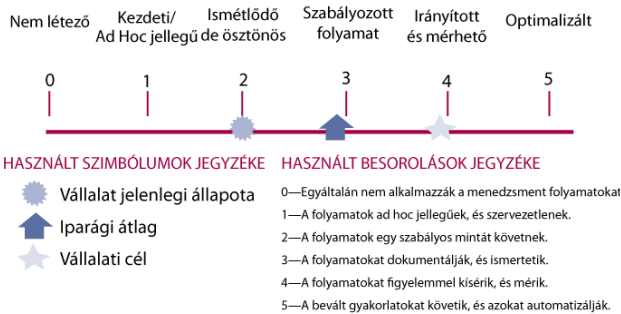 Nem létező
Kezdeti/
Ad Hoc jellegű
Ismétlődő
de ösztönös
Szabályozott
folyamat
Irányított
és mérhető
Optimalizált
0 1 2 3 4 5
HASZNÁLT SZIMBÓLUMOK JEGYZÉKE
Vállalat jelenlegi állapota
Iparági átlag
Vállalati cél
HASZNÁLT BESOROLÁSOK JEGYZÉKE
0—Egyáltalán nem alkalmazzák a menedzsment folyamatokat
1—A folyamatok ad hoc jellegűek, és szervezetlenek.
2—A folyamatok egy szabályos mintát követnek.
3—A folyamatokat dokumentálják, és ismertetik.
4—A folyamatokat figyelemmel kísérik, és mérik.
5—A bevált gyakorlatokat követik, és azokat automatizálják.